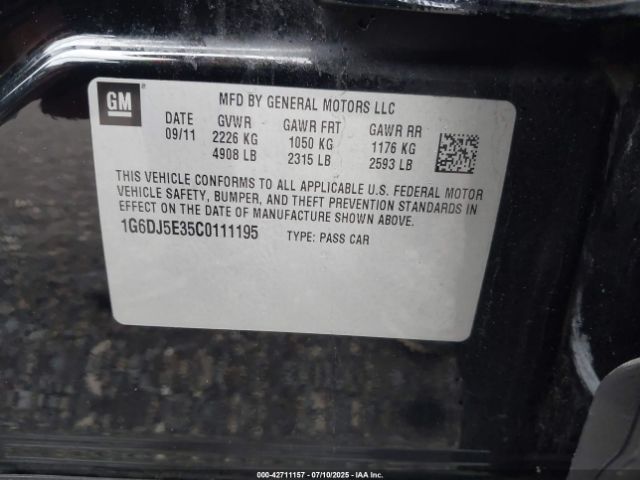 GM
MFD BY GENERAL MOTORS LLC
DATE GVWR GAWR FRT GAWR RR
09/11 2226 KG 1050 KG 1176 KG
4908 LB 2315 LB 2593 LB
THIS VEHICLE CONFORMS TO ALL APPLICABLE U.S. FEDERAL MOTOR
VEHICLE SAFETY, BUMPER, AND THEFT PREVENTION STANDARDS IN
EFFECT ON THE DATE OF MANUFACTURE SHOWN ABOVE.
1G6DJ5E35C0111195 TYPE: PASS CAR
000-42711157 - 07/10/2025 - IAA Inc.